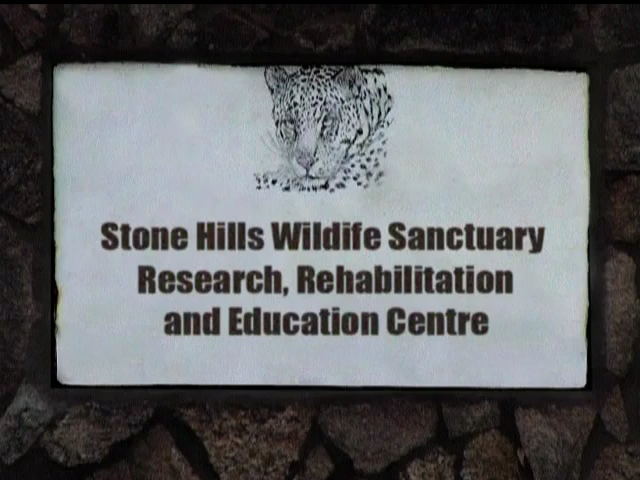 Stone Hills Wildife Sanctuary
Research, Rehabilitation
and Education Centre